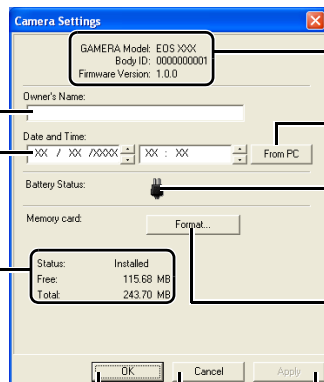 Camera Settings
GAMERA Model: EOS XXX
Body ID: 0000000001
Firmware Version: 1.0.0
Owner's Name:
Date and Time:
XX / XX /XXXX XX : XX From PC
Battery Status:
Memory card: Format...
Status: Installed
Free: 115.68 MB
Total: 243.70 MB
OK Cancel Apply